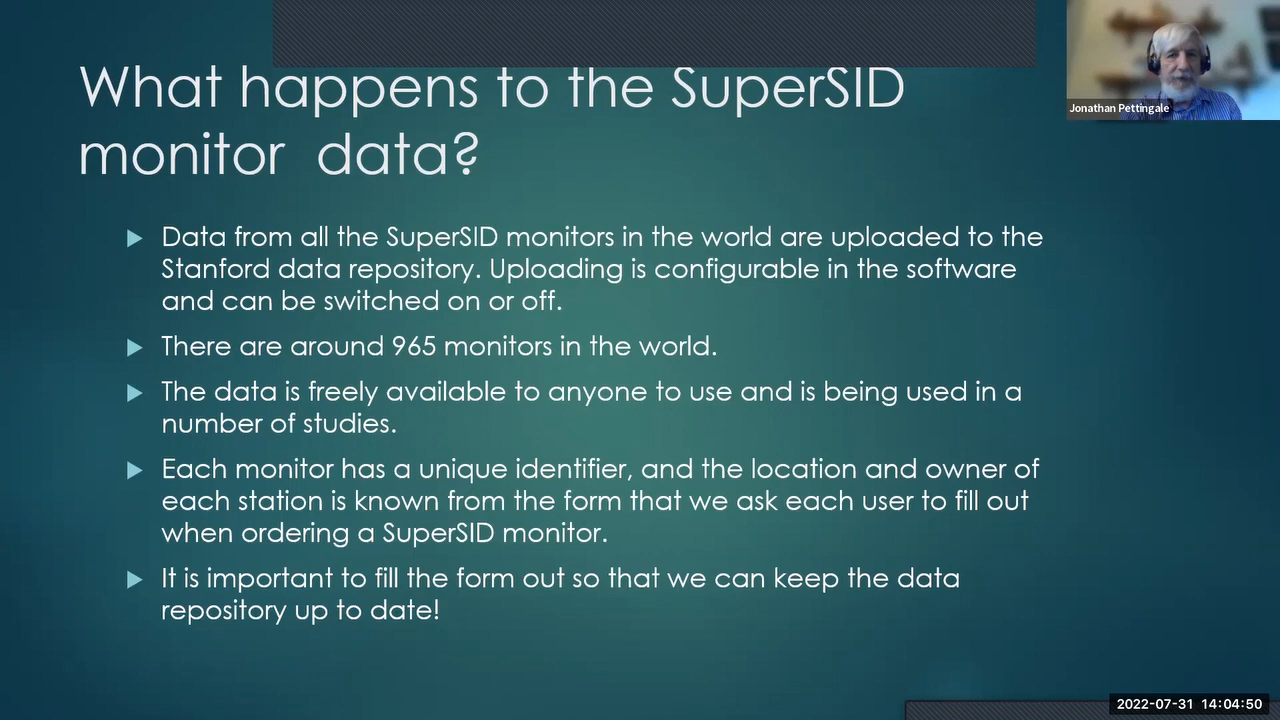 What happens to the SuperSID
monitor data?
Jonathan Pettingale
Data from all the SuperSID monitors in the world are uploaded to the
Stanford data repository. Uploading is configurable in the software
and can be switched on or off.
There are around 965 monitors in the world.
The data is freely available to anyone to use and is being used in a
number of studies.
Each monitor has a unique identifier, and the location and owner of
each station is known from the form that we ask each user to fill out
when ordering a SuperSID monitor.
It is important to fill the form out so that we can keep the data
repository up to date!
2022-07-31 14:04:50